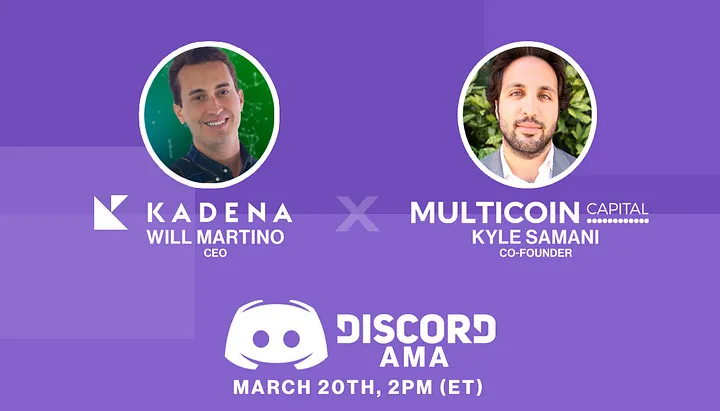 KADENA
WILL MARTINO
CEO
X
MULTICOIN CAPITAL
KYLE SAMANI
CO-FOUNDER
DISCORD
AMA
MARCH 20TH, 2PM (ET)